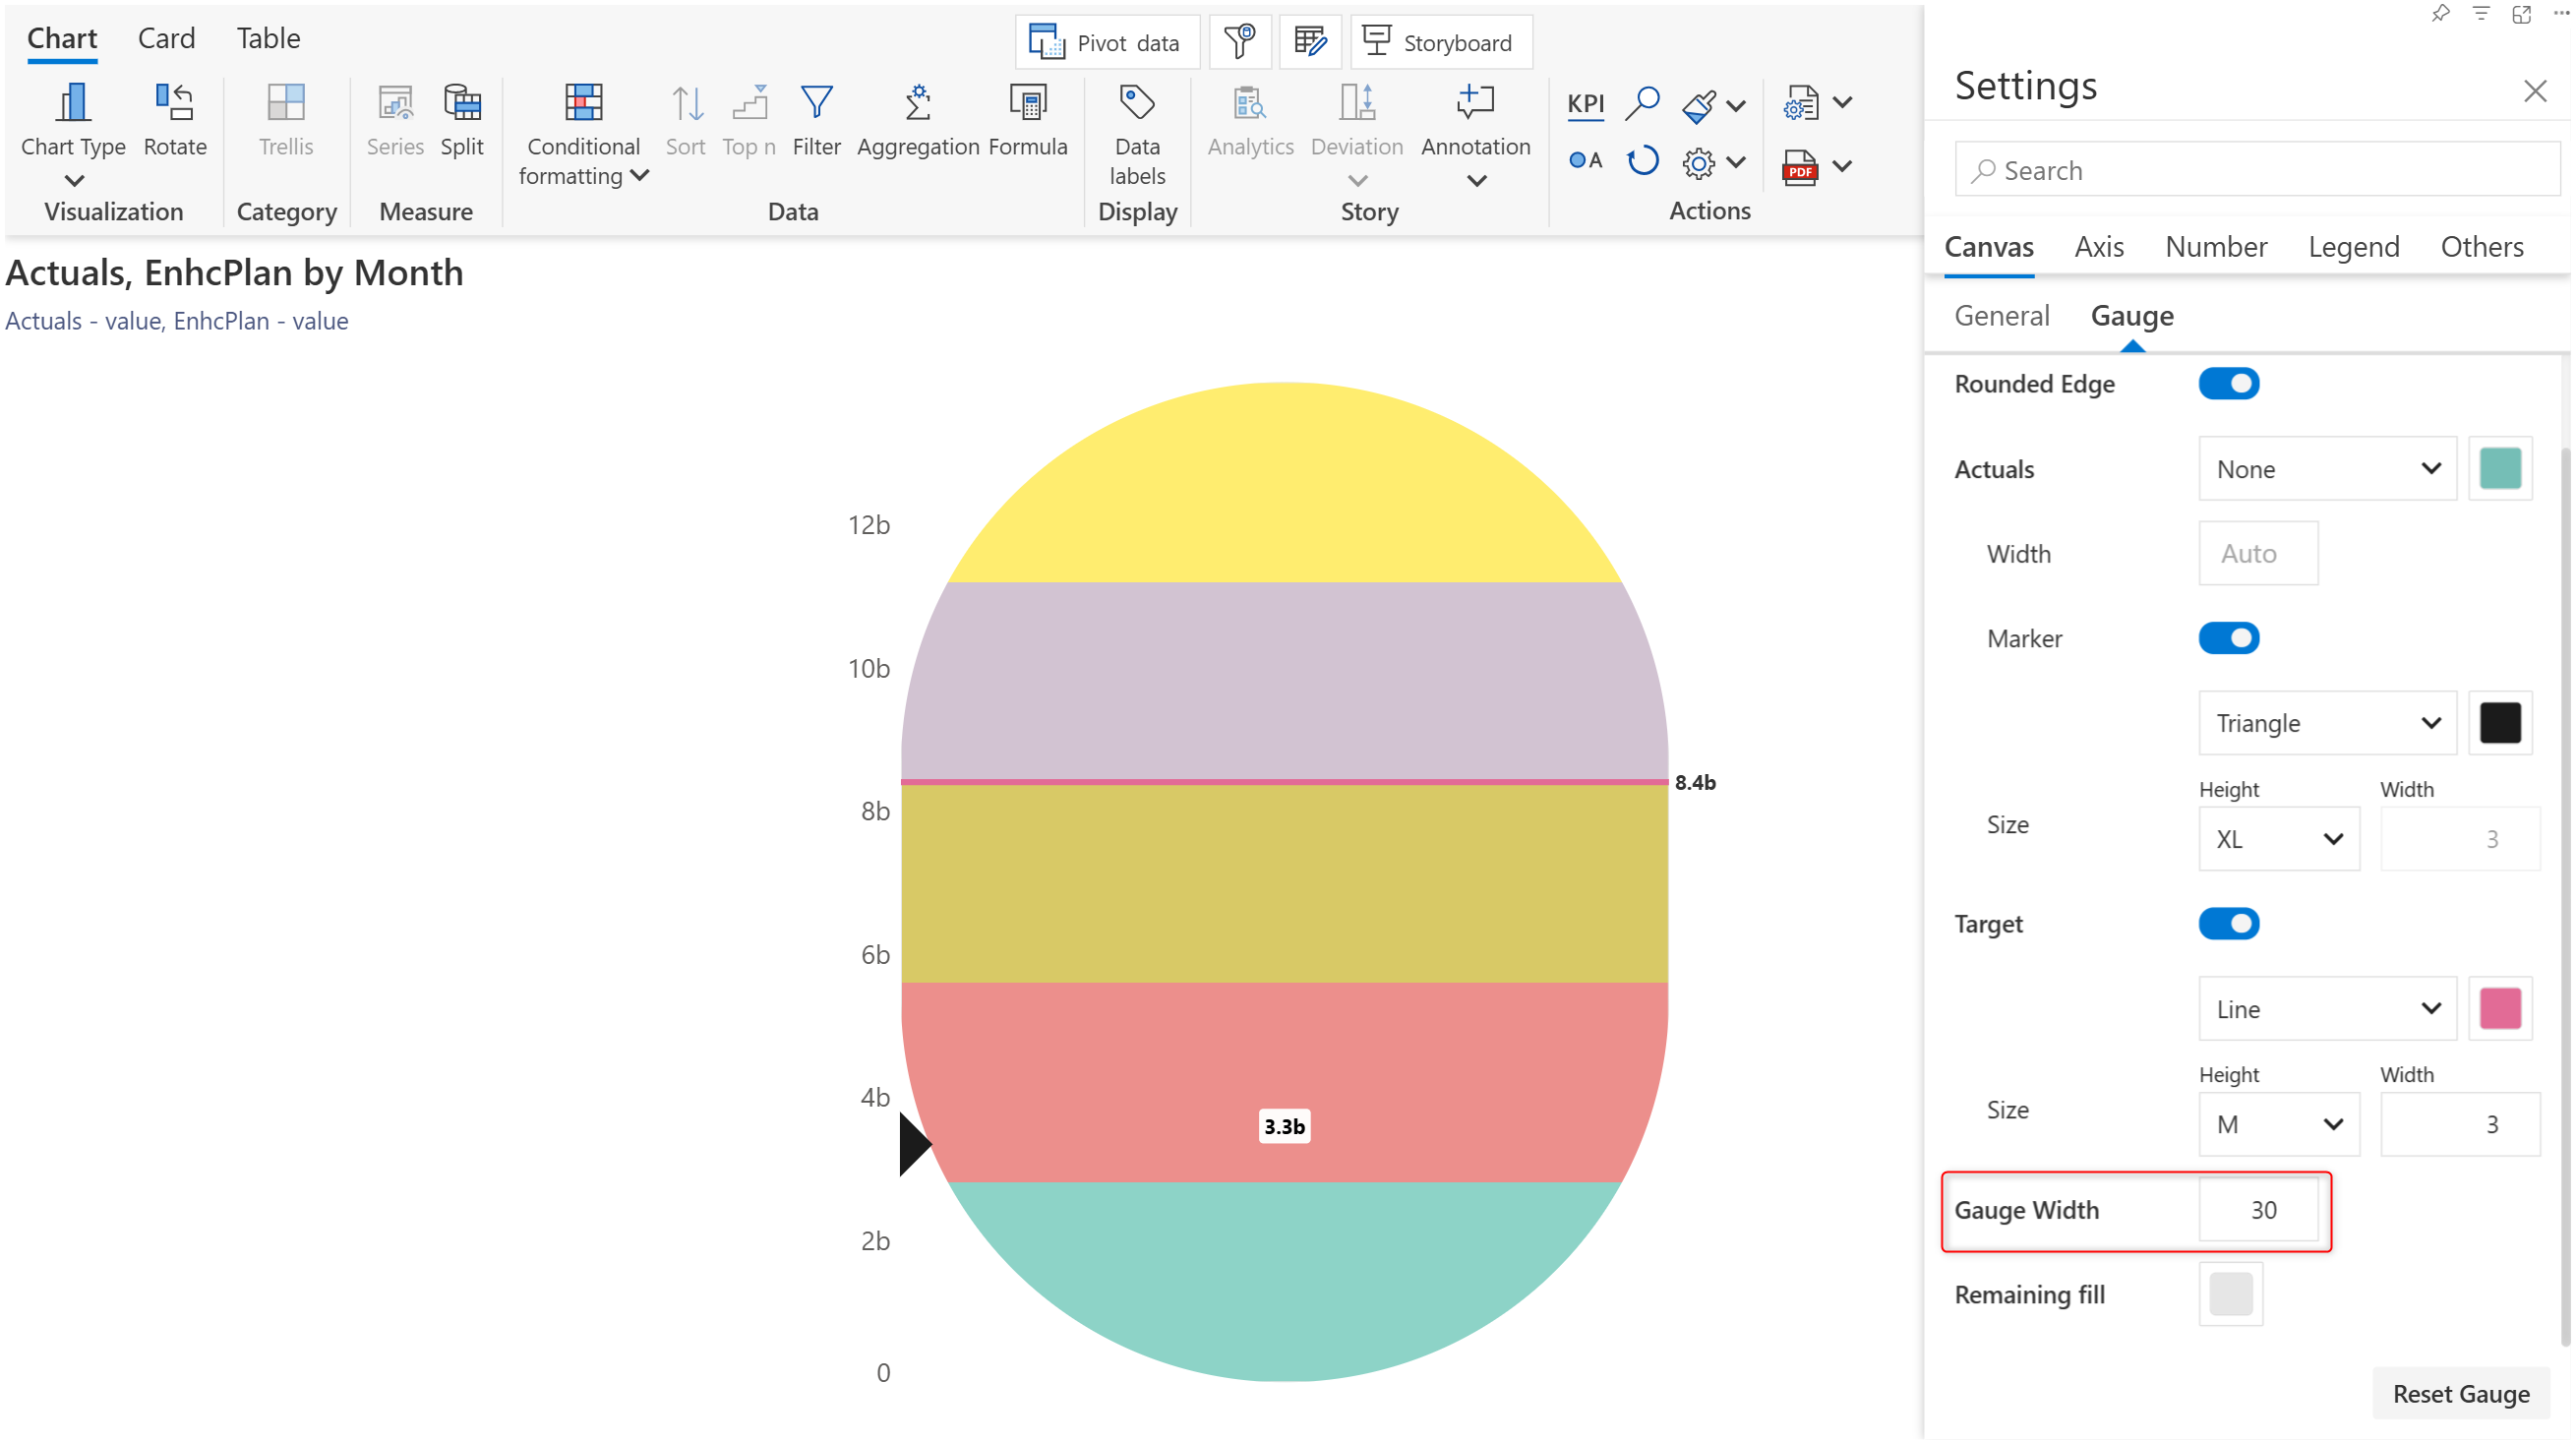 Chart Card Table
Pivot data
Storyboard
Chart Type
Rotate
Trellis
Series
Split
Conditional
formatting
Sort
Top n
Filter
Aggregation
Formula
Data
labels
Analytics
Deviation
Annotation
KPI
A
PDF
Visualization
Category
Measure
Data
Display
Story
Actions
Actuals, EnhcPlan by Month
Actuals - value, EnhcPlan - value
12b
10b
8b
6b
4b
2b
0
8.4b
3.3b
Settings
Search
Canvas Axis Number Legend Others
General Gauge
Rounded Edge
Actuals None
Width Auto
Marker
Triangle
Height Width
Size XL 3
Target
Line
Height Width
Size M 3
Gauge Width 30
Remaining fill
Reset Gauge